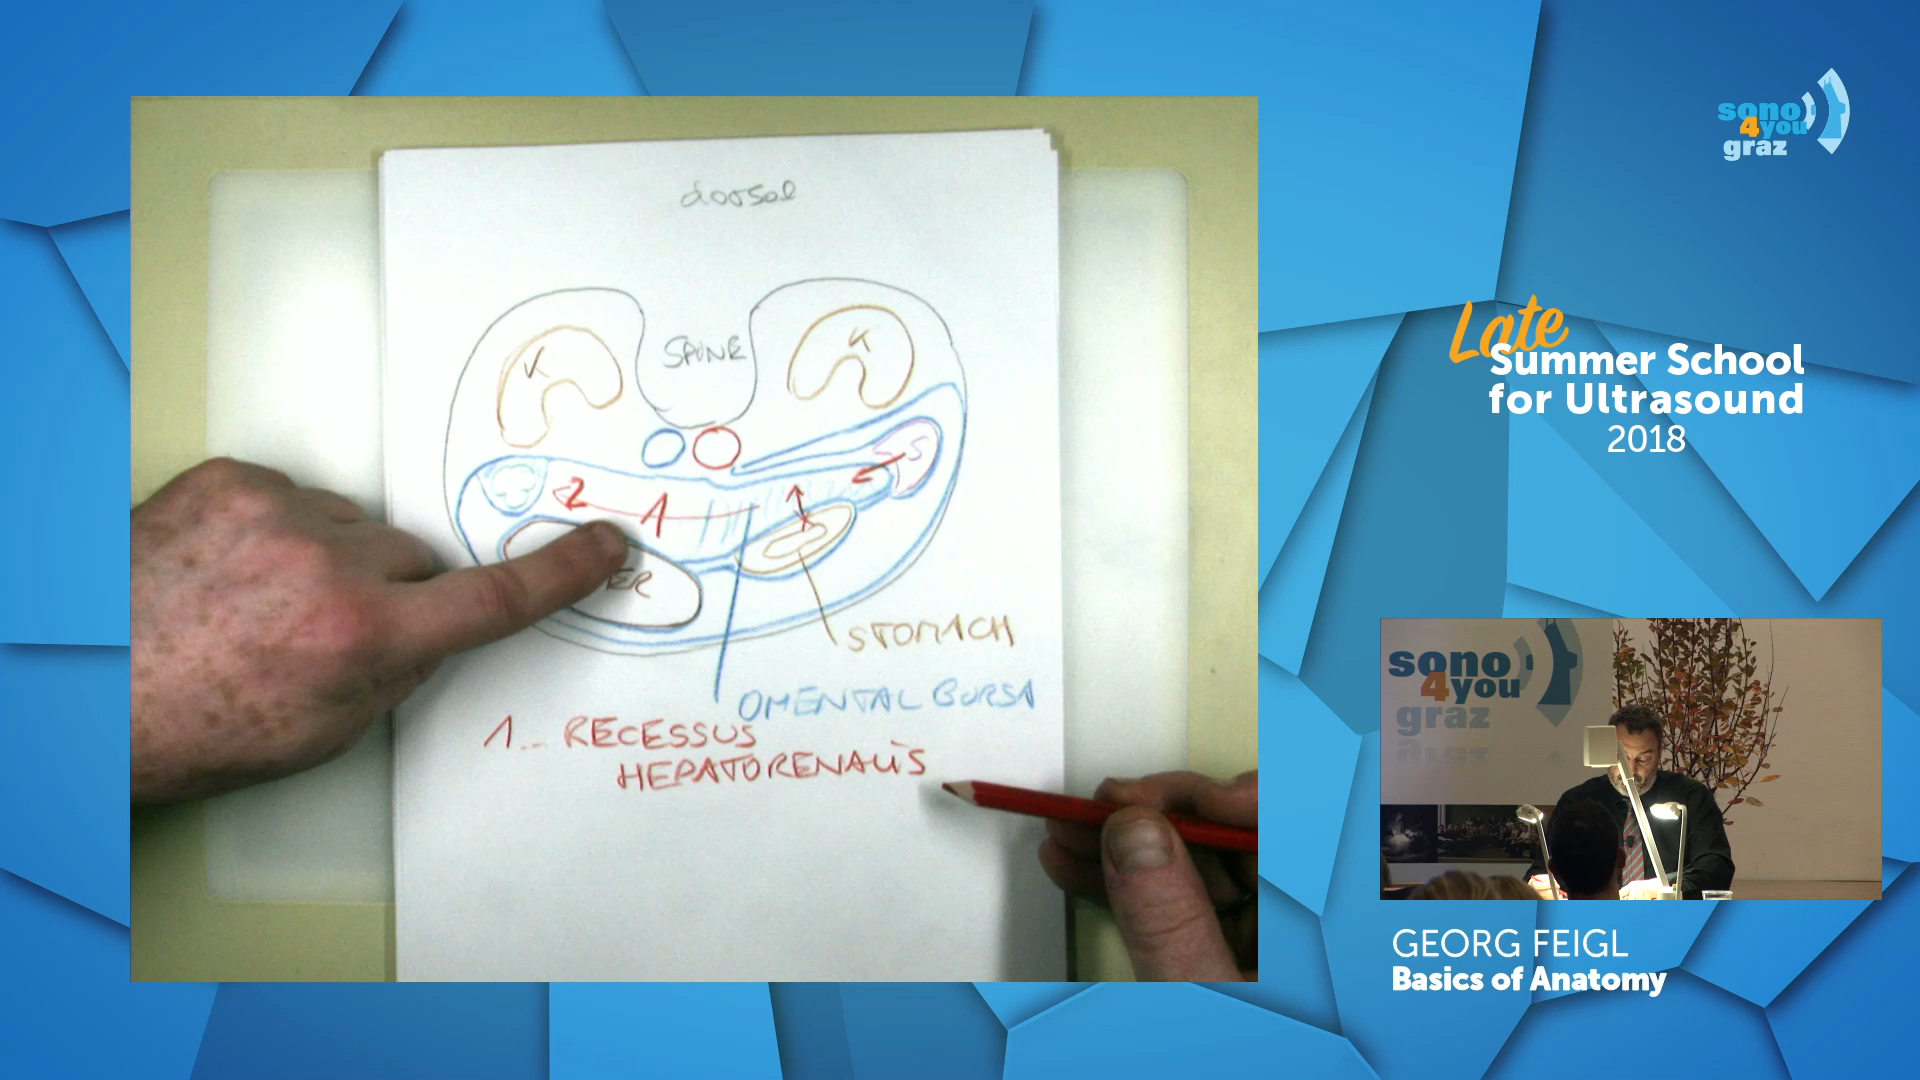 dorsal
SPINE
K
K
S
2
1
ER
STOMACH
OMENTAL BURSA
1.. RECESSUS
HEPATORENALIS
sono
4you
graz
Late
Summer School
for Ultrasound
2018
sono
4you
graz
GEORG FEIGL
Basics of Anatomy